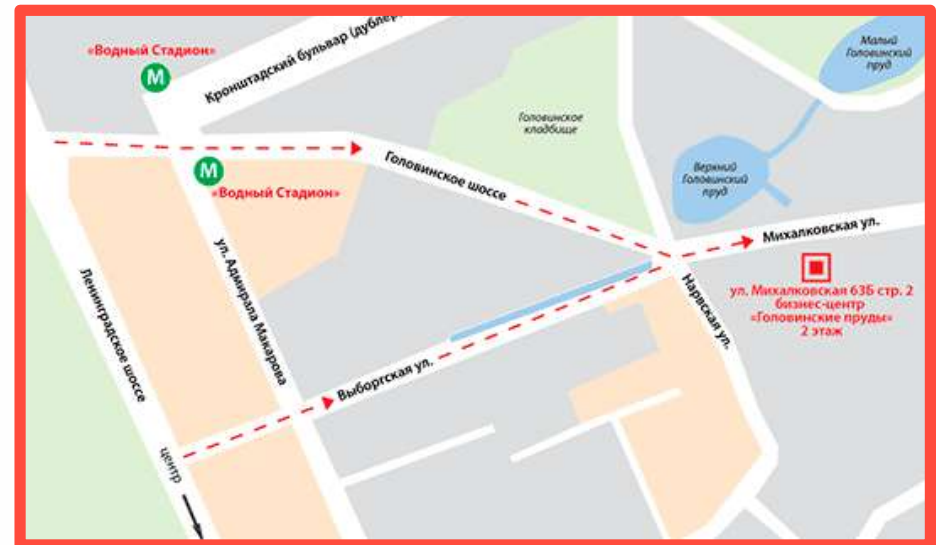 «Водный Стадион»
М
Кронштадский бульвар (дублер)
Малый
Головинский
пруд
Головинское
кладбище
М
«Водный Стадион»
Головинское шоссе
Верхний
Головинский
пруд
Михалковская ул.
ул. Михалковская 63Б стр. 2
бизнес-центр
«Головинские пруды»
2 этаж
Ленинградское шоссе
ул. Адмирала Макарова
Нарвская ул.
Выборгская ул.
центр